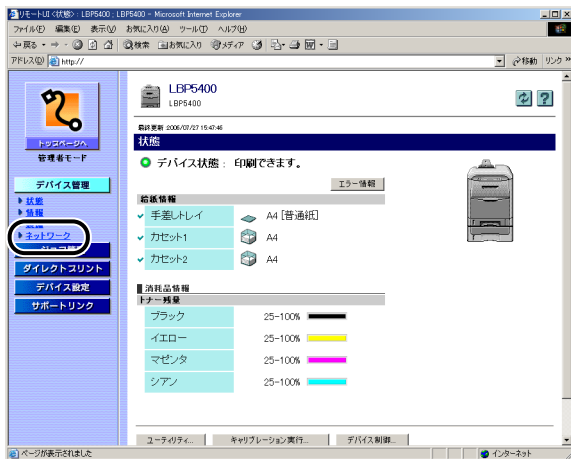 リモートUI <状態> : LBP5400 ; LBP5400 - Microsoft Internet Explorer
ファイル(F) 編集(E) 表示(V) お気に入り(A) ツール(T) ヘルプ(H)
戻る 検索 お気に入り メディア
アドレス(D) http:// 移動 リンク »
LBP5400
LBP5400
トップページへ
管理者モード
最終更新 :2006/07/27 15:47:46
状態
デバイス状態 : 印刷できます。
エラー情報
デバイス管理
状態
情報
ネットワーク
ダイレクトプリント
デバイス設定
サポートリンク
給紙情報
手差しトレイ A4 [普通紙]
カセット1 A4
カセット2 A4
消耗品情報
トナー残量
ブラック 25-100%
イエロー 25-100%
マゼンタ 25-100%
シアン 25-100%
ユーティリティ... キャリブレーション実行... デバイス制御...
ページが表示されました インターネット